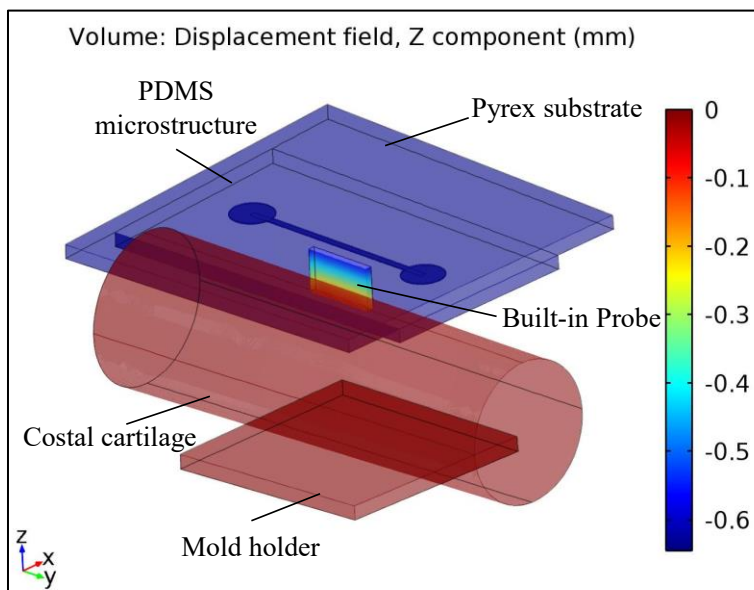 Volume: Displacement field, Z component (mm)
PDMS
microstructure
Pyrex substrate
Built-in Probe
Costal cartilage
Mold holder
0
-0.1
-0.2
-0.3
-0.4
-0.5
-0.6
z
x
y